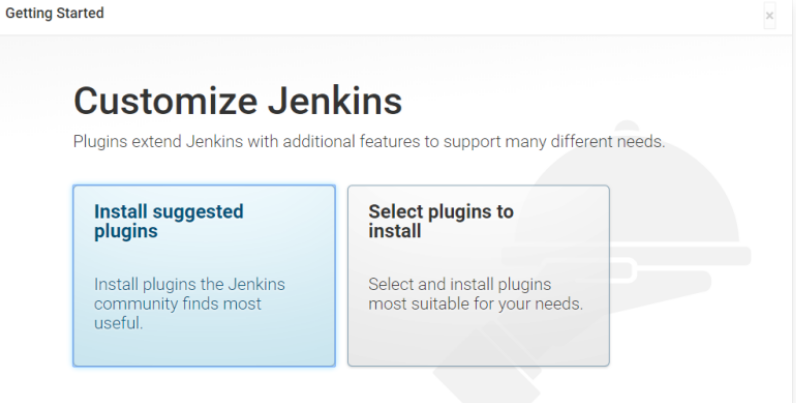 Getting Started
×
Customize Jenkins
Plugins extend Jenkins with additional features to support many different needs.
Install suggested
plugins
Install plugins the Jenkins
community finds most
useful.
Select plugins to
install
Select and install plugins
most suitable for your needs.